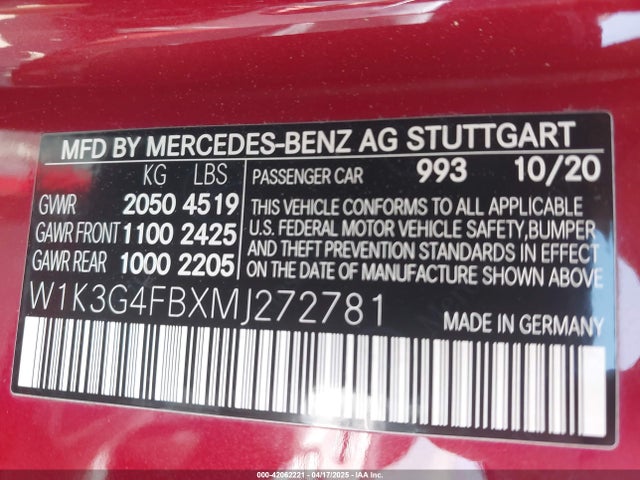 MFD BY MERCEDES-BENZ AG STUTTGART
KG LBS
GVWR 2050 4519
GAWR FRONT 1100 2425
GAWR REAR 1000 2205
PASSENGER CAR 993 10/20
THIS VEHICLE CONFORMS TO ALL APPLICABLE
U.S. FEDERAL MOTOR VEHICLE SAFETY, BUMPER
AND THEFT PREVENTION STANDARDS IN EFFECT
ON THE DATE OF MANUFACTURE SHOWN ABOVE.
W1K3G4FBXMJ272781
MADE IN GERMANY
000-42062221 - 04/17/2025 - IAA, Inc.